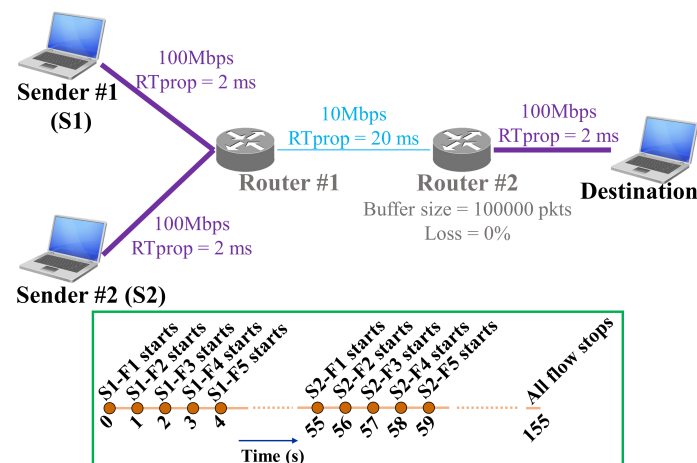 100Mbps
RTprop = 2 ms
Sender #1
(S1)
10Mbps
RTprop = 20 ms
100Mbps
RTprop = 2 ms
Router #1
Router #2
Destination
Buffer size = 100000 pkts
Loss = 0%
100Mbps
RTprop = 2 ms
Sender #2 (S2)
S1-F1 starts
S1-F2 starts
S1-F3 starts
S1-F4 starts
S1-F5 starts
S2-F1 starts
S2-F2 starts
S2-F3 starts
S2-F4 starts
S2-F5 starts
All flow stops
0
1
2
3
4
55
56
57
58
59
155
Time (s)